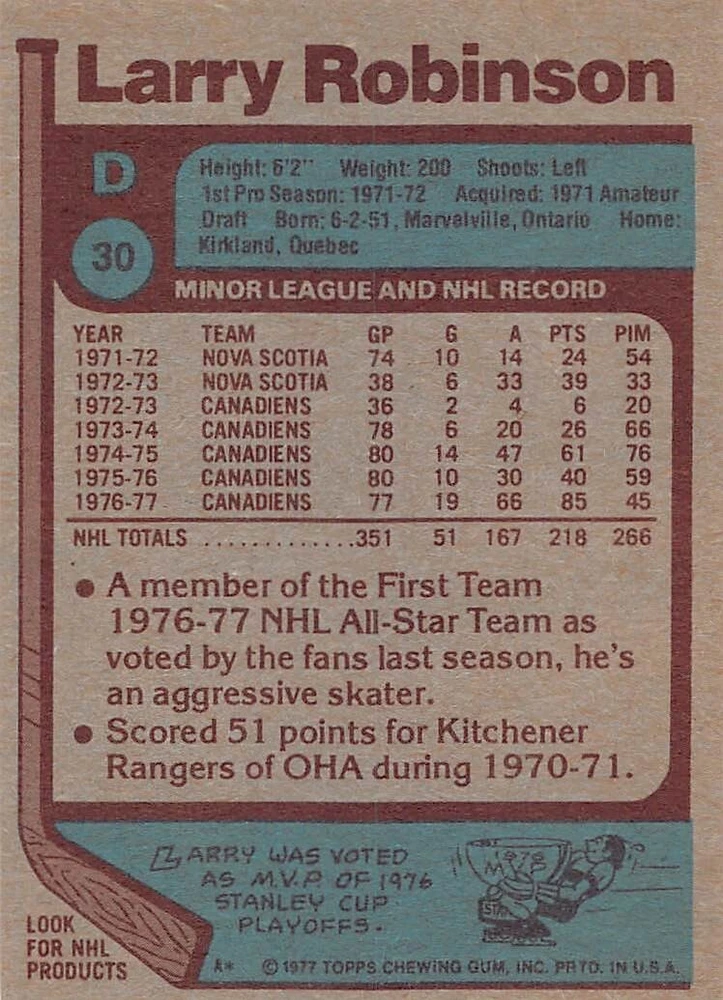 Larry Robinson
D
30
Height: 6'2" Weight: 200 Shoots: Left
1st Pro Season: 1971-72 Acquired: 1971 Amateur
Draft Born: 6-2-51, Marvelville, Ontario Home:
Kirkland, Quebec
MINOR LEAGUE AND NHL RECORD
YEAR TEAM GP G A PTS PIM
1971-72 NOVA SCOTIA 74 10 14 24 54
1972-73 NOVA SCOTIA 38 6 33 39 33
1972-73 CANADIENS 36 2 4 6 20
1973-74 CANADIENS 78 6 20 26 66
1974-75 CANADIENS 80 14 47 61 76
1975-76 CANADIENS 80 10 30 40 59
1976-77 CANADIENS 77 19 66 85 45
NHL TOTALS .............351 51 167 218 266
● A member of the First Team
1976-77 NHL All-Star Team as
voted by the fans last season, he's
an aggressive skater.
● Scored 51 points for Kitchener
Rangers of OHA during 1970-71.
LARRY WAS VOTED
AS M.V.P. OF 1976
STANLEY CUP
PLAYOFFS.
M.V.P.
LOOK
FOR NHL
PRODUCTS
A* © 1977 TOPPS CHEWING GUM, INC. PRTD. IN U.S.A.